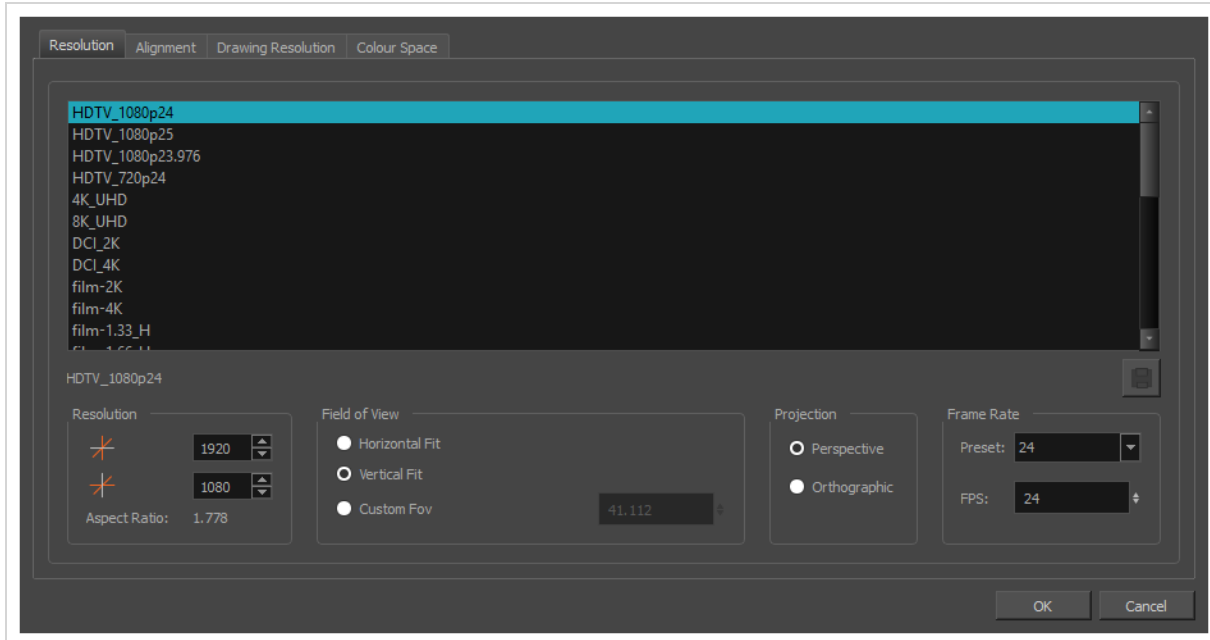 Resolution Alignment Drawing Resolution Colour Space
HDTV_1080p24
HDTV_1080p25
HDTV_1080p23.976
HDTV_720p24
4K_UHD
8K_UHD
DCI_2K
DCI_4K
film-2K
film-4K
film-1.33_H
HDTV_1080p24
Resolution
1920
1080
Aspect Ratio: 1.778
Field of View
Horizontal Fit
Vertical Fit
Custom Fov 41.112
Projection
Perspective
Orthographic
Frame Rate
Preset: 24
FPS: 24
OK Cancel